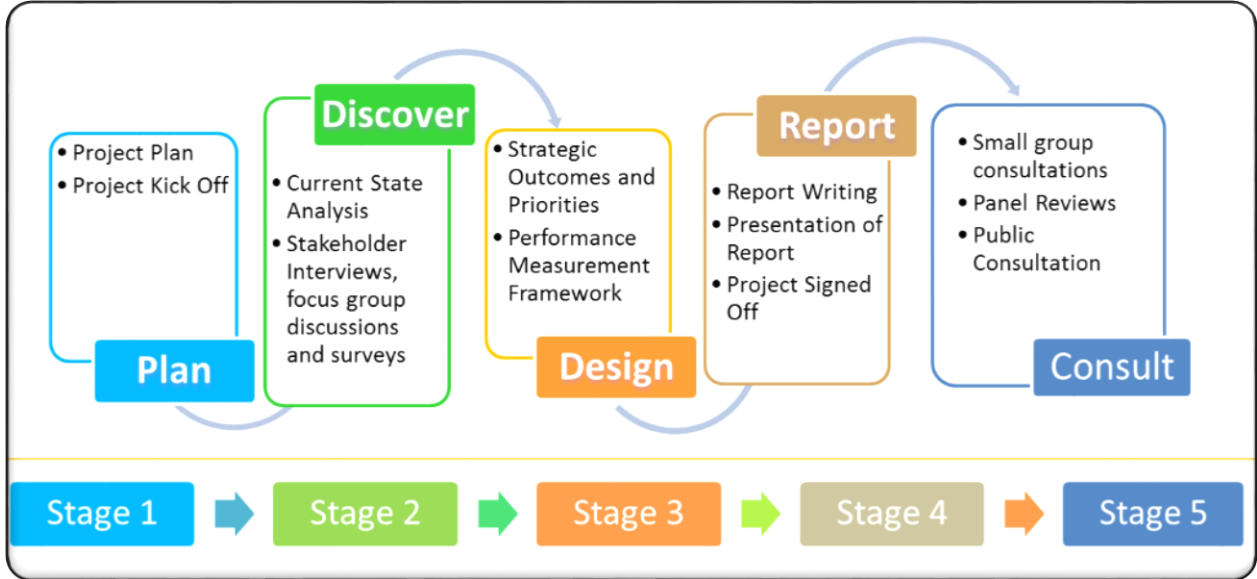 • Project Plan
• Project Kick Off
Plan
Discover
• Current State
Analysis
• Stakeholder
Interviews,
focus group
discussions
and surveys
• Strategic
Outcomes and
Priorities
• Performance
Measurement
Framework
Design
Report
• Report Writing
• Presentation of
Report
• Project Signed
Off
• Small group
consultations
• Panel Reviews
• Public
Consultation
Consult
Stage 1
Stage 2
Stage 3
Stage 4
Stage 5